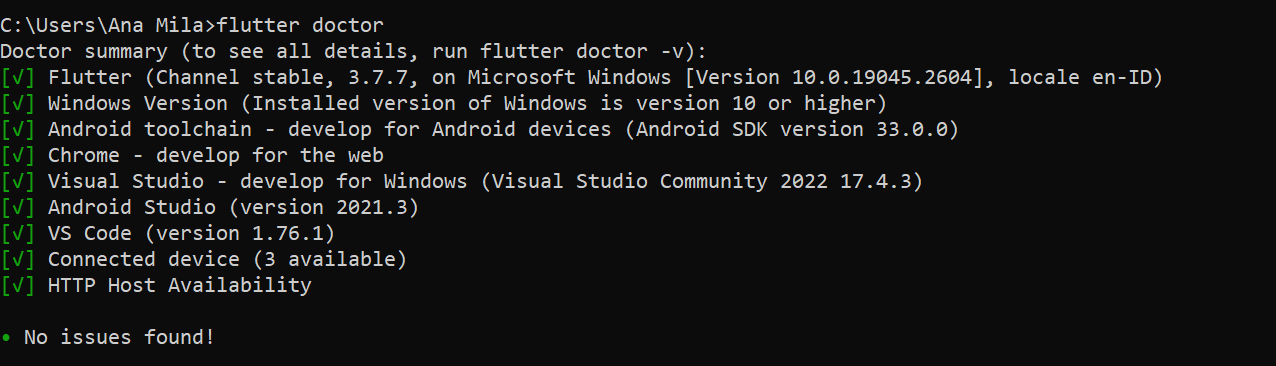 C:\Users\Ana Mila>flutter doctor
Doctor summary (to see all details, run flutter doctor -v):
[√] Flutter (Channel stable, 3.7.7, on Microsoft Windows [Version 10.0.19045.2604], locale en-ID)
[√] Windows Version (Installed version of Windows is version 10 or higher)
[√] Android toolchain - develop for Android devices (Android SDK version 33.0.0)
[√] Chrome - develop for the web
[√] Visual Studio - develop for Windows (Visual Studio Community 2022 17.4.3)
[√] Android Studio (version 2021.3)
[√] VS Code (version 1.76.1)
[√] Connected device (3 available)
[√] HTTP Host Availability
• No issues found!